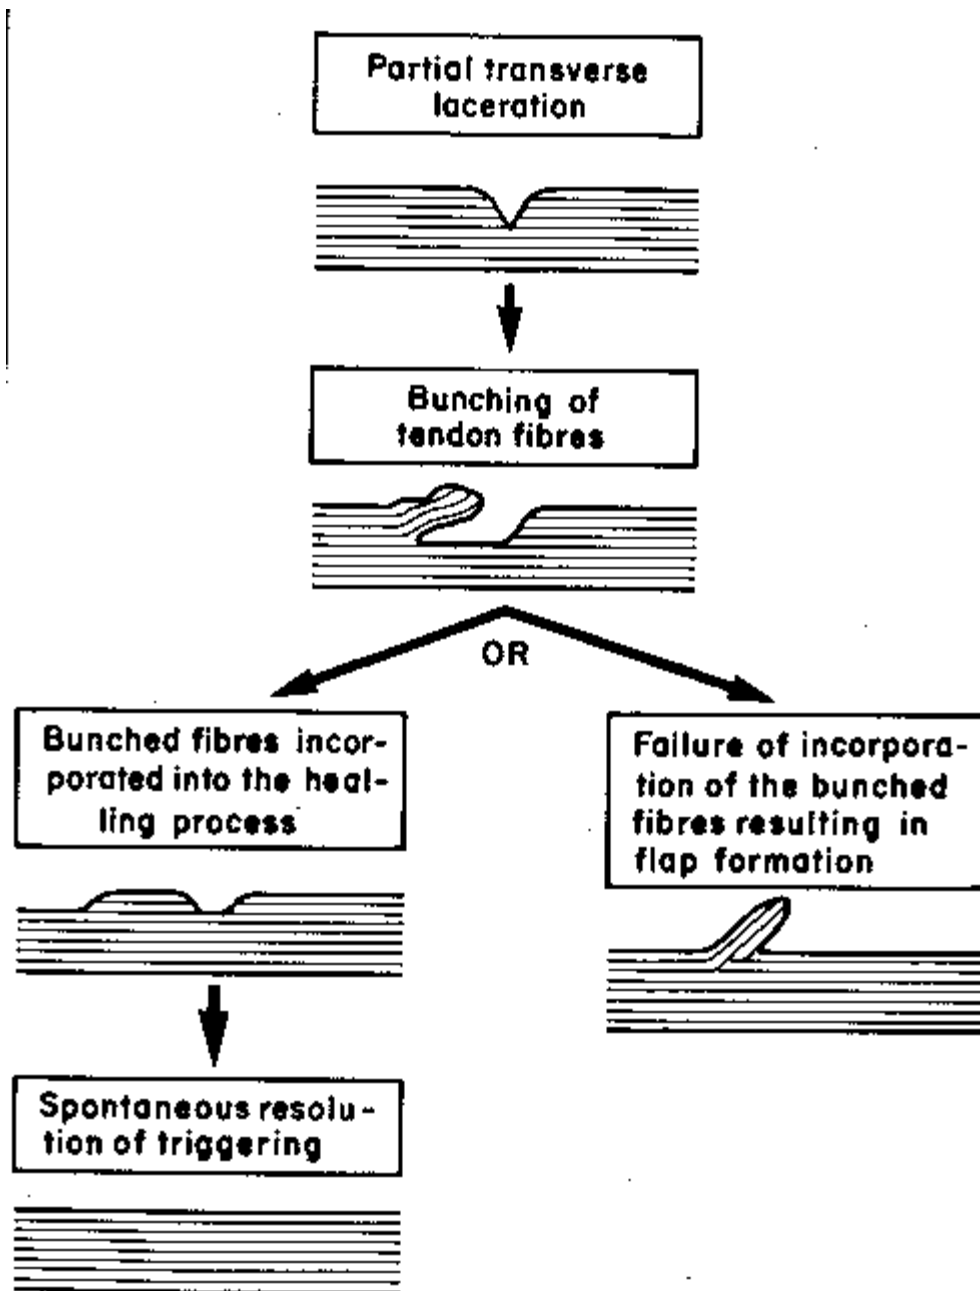 Partial transverse
laceration
Bunching of
tendon fibres
OR
Bunched fibres incor-
porated into the heal-
ling process
Failure of incorpora-
tion of the bunched
fibres resulting in
flap formation
Spontaneous resolu-
tion of triggering